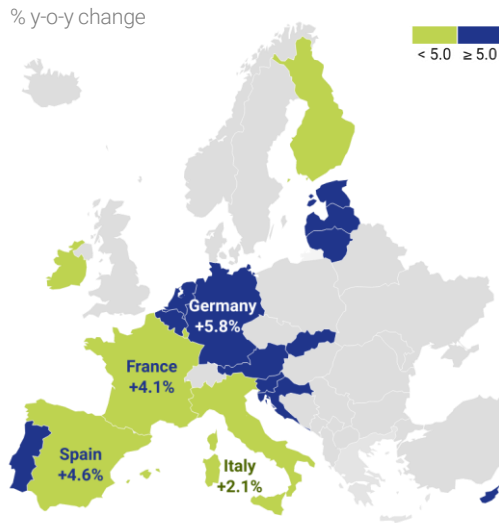 % y-o-y change
< 5.0 ≥ 5.0
Germany
+5.8%
France
+4.1%
Spain
+4.6%
Italy
+2.1%